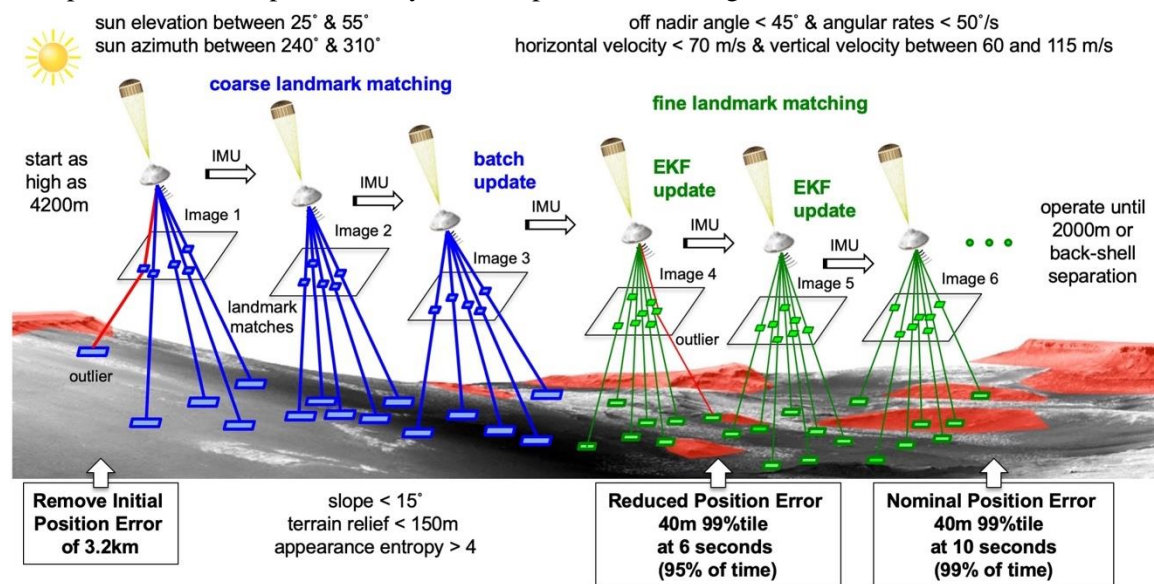 sun elevation between 25˚ & 55˚
sun azimuth between 240˚ & 310˚
off nadir angle < 45˚ & angular rates < 50˚/s
horizontal velocity < 70 m/s & vertical velocity between 60 and 115 m/s
coarse landmark matching
fine landmark matching
start as
high as
4200m
IMU
IMU
batch
update
IMU
EKF
update
IMU
EKF
update
IMU
operate until
2000m or
back-shell
separation
Image 1
Image 2
Image 3
Image 4
Image 5
Image 6
landmark
matches
outlier
outlier
Remove Initial
Position Error
of 3.2km
slope < 15˚
terrain relief < 150m
appearance entropy > 4
Reduced Position Error
40m 99%tile
at 6 seconds
(95% of time)
Nominal Position Error
40m 99%tile
at 10 seconds
(99% of time)